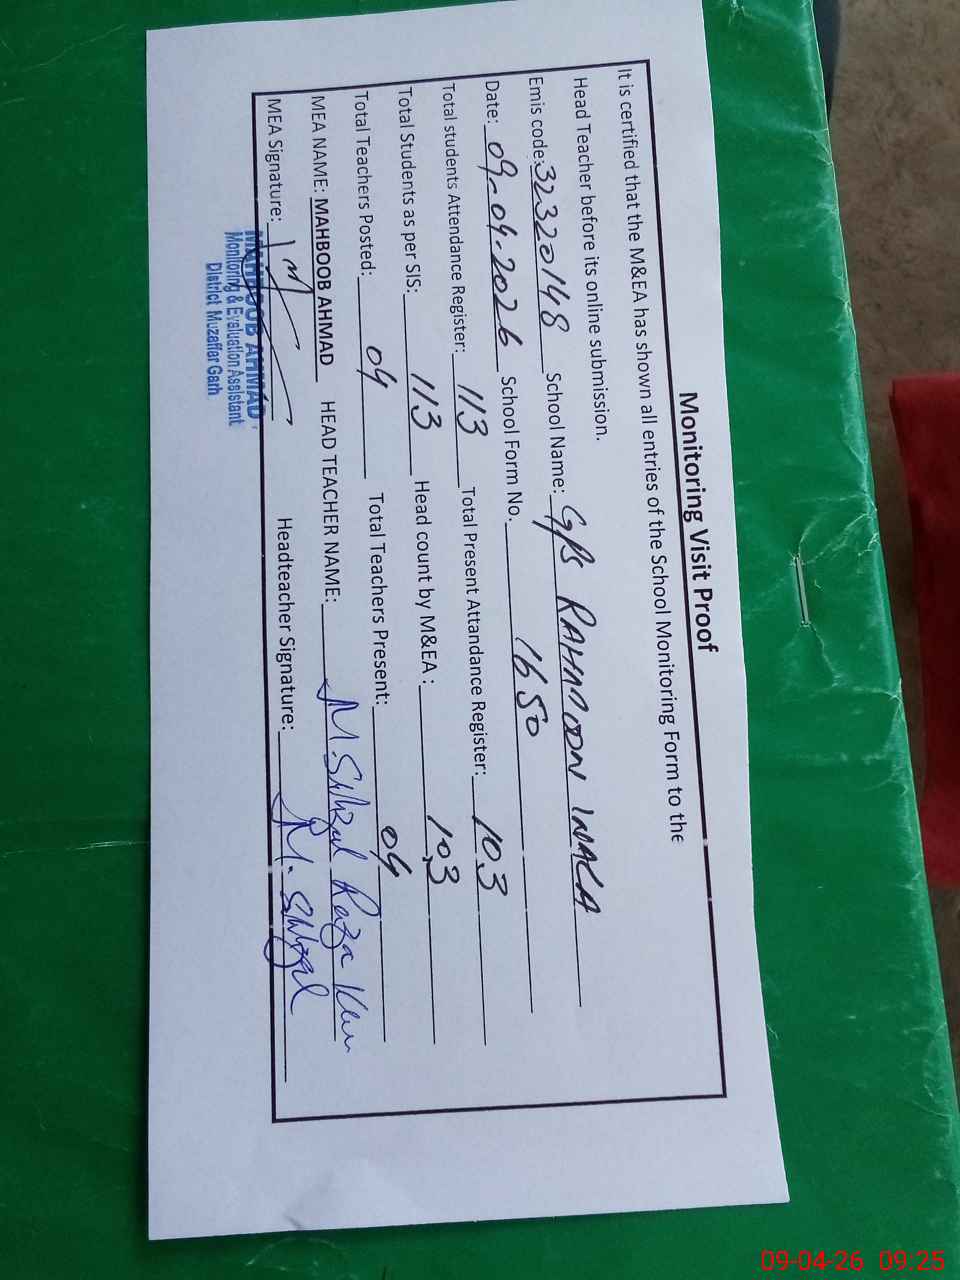 Monitoring Visit Proof
It is certified that the M&EA has shown all entries of the School Monitoring Form to the
Head Teacher before its online submission.
Emis code: 32320148 School Name: GPS RAHMOON WALA
Date: 09-04-2026 School Form No. 1650
Total students Attendance Register: 113 Total Present Attandance Register: 103
Total Students as per SIS: 113 Head count by M&EA : 103
Total Teachers Posted: 04 Total Teachers Present: 04
MEA NAME: MAHBOOB AHMAD HEAD TEACHER NAME: M. Raza
MEA Signature: Headteacher Signature: M.
MAHBOOB AHMAD
Monitoring & Evaluation Assistant
District Muzaffar Garh
09-04-26 09:25